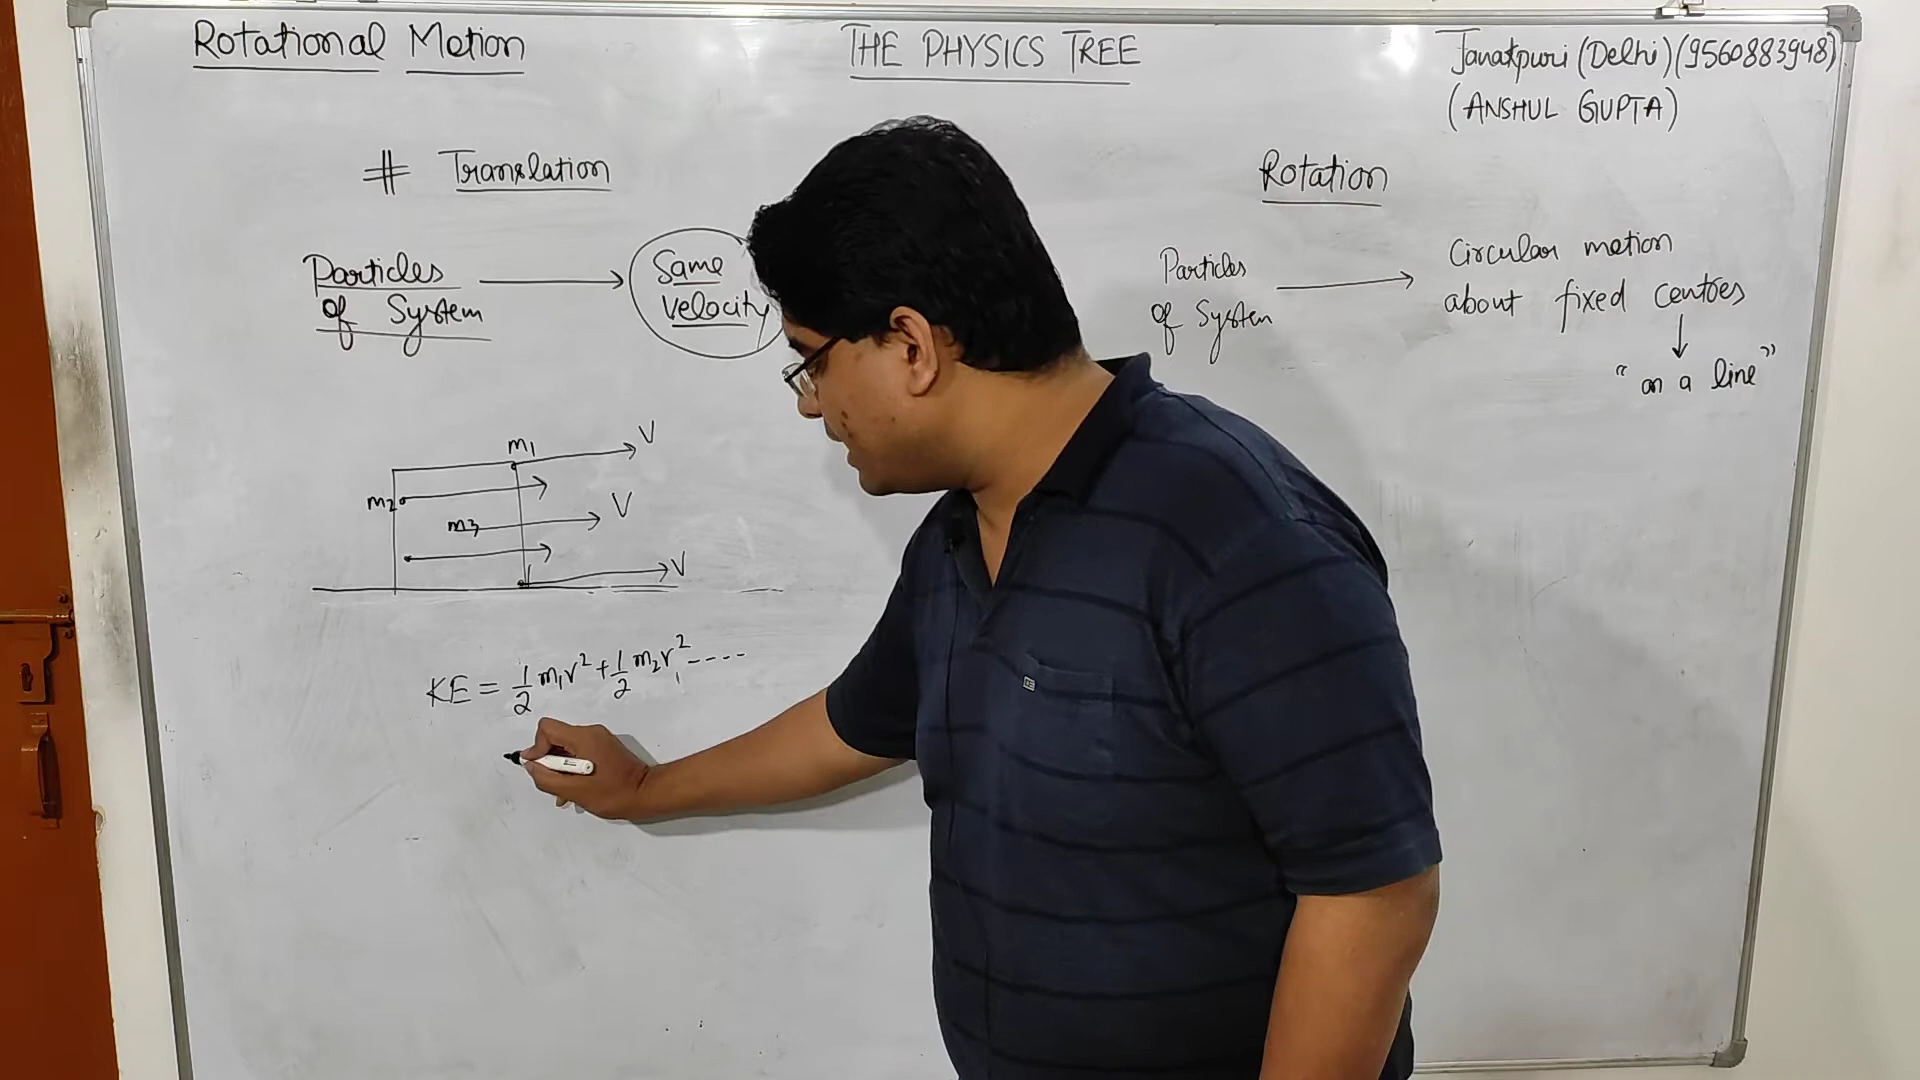 Rotational Motion
THE PHYSICS TREE
Janakpuri (Delhi) (9560883948)
(ANSHUL GUPTA)
# Translation
Rotation
Particles of System → Same velocity
Particles of System → Circular motion about fixed centres
↓
"on a line"
m1 V
m2
m3 V
V
KE = 1/2 m1v² + 1/2 m2v² ----